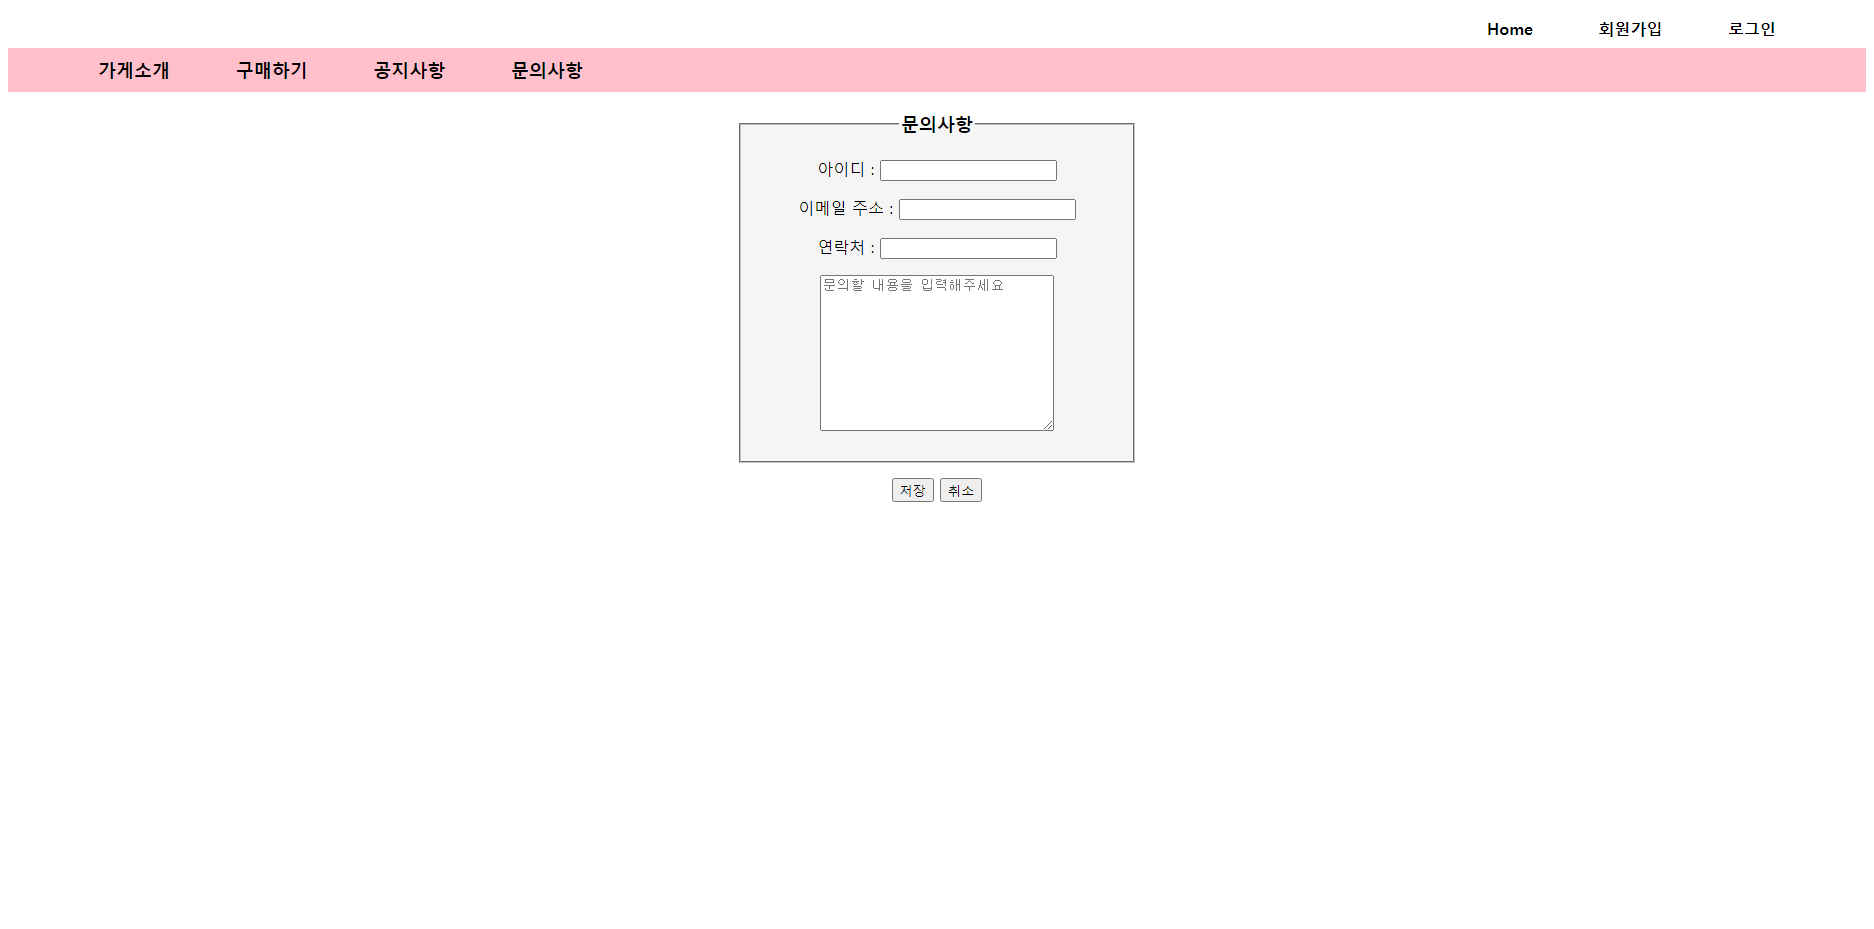 Home 회원가입 로그인
가게소개 구매하기 공지사항 문의사항
문의사항
아이디 :
이메일 주소 :
연락처 :
문의할 내용을 입력해주세요
저장 취소